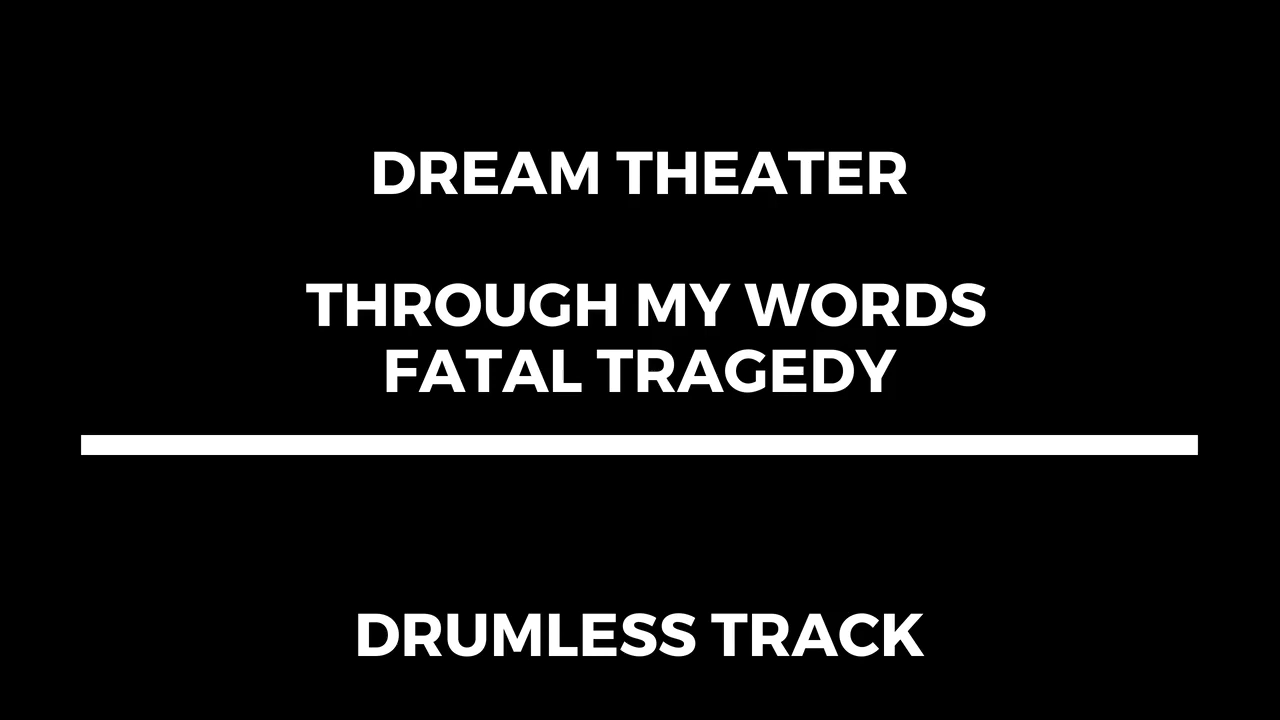 DREAM THEATER
THROUGH MY WORDS
FATAL TRAGEDY
DRUMLESS TRACK